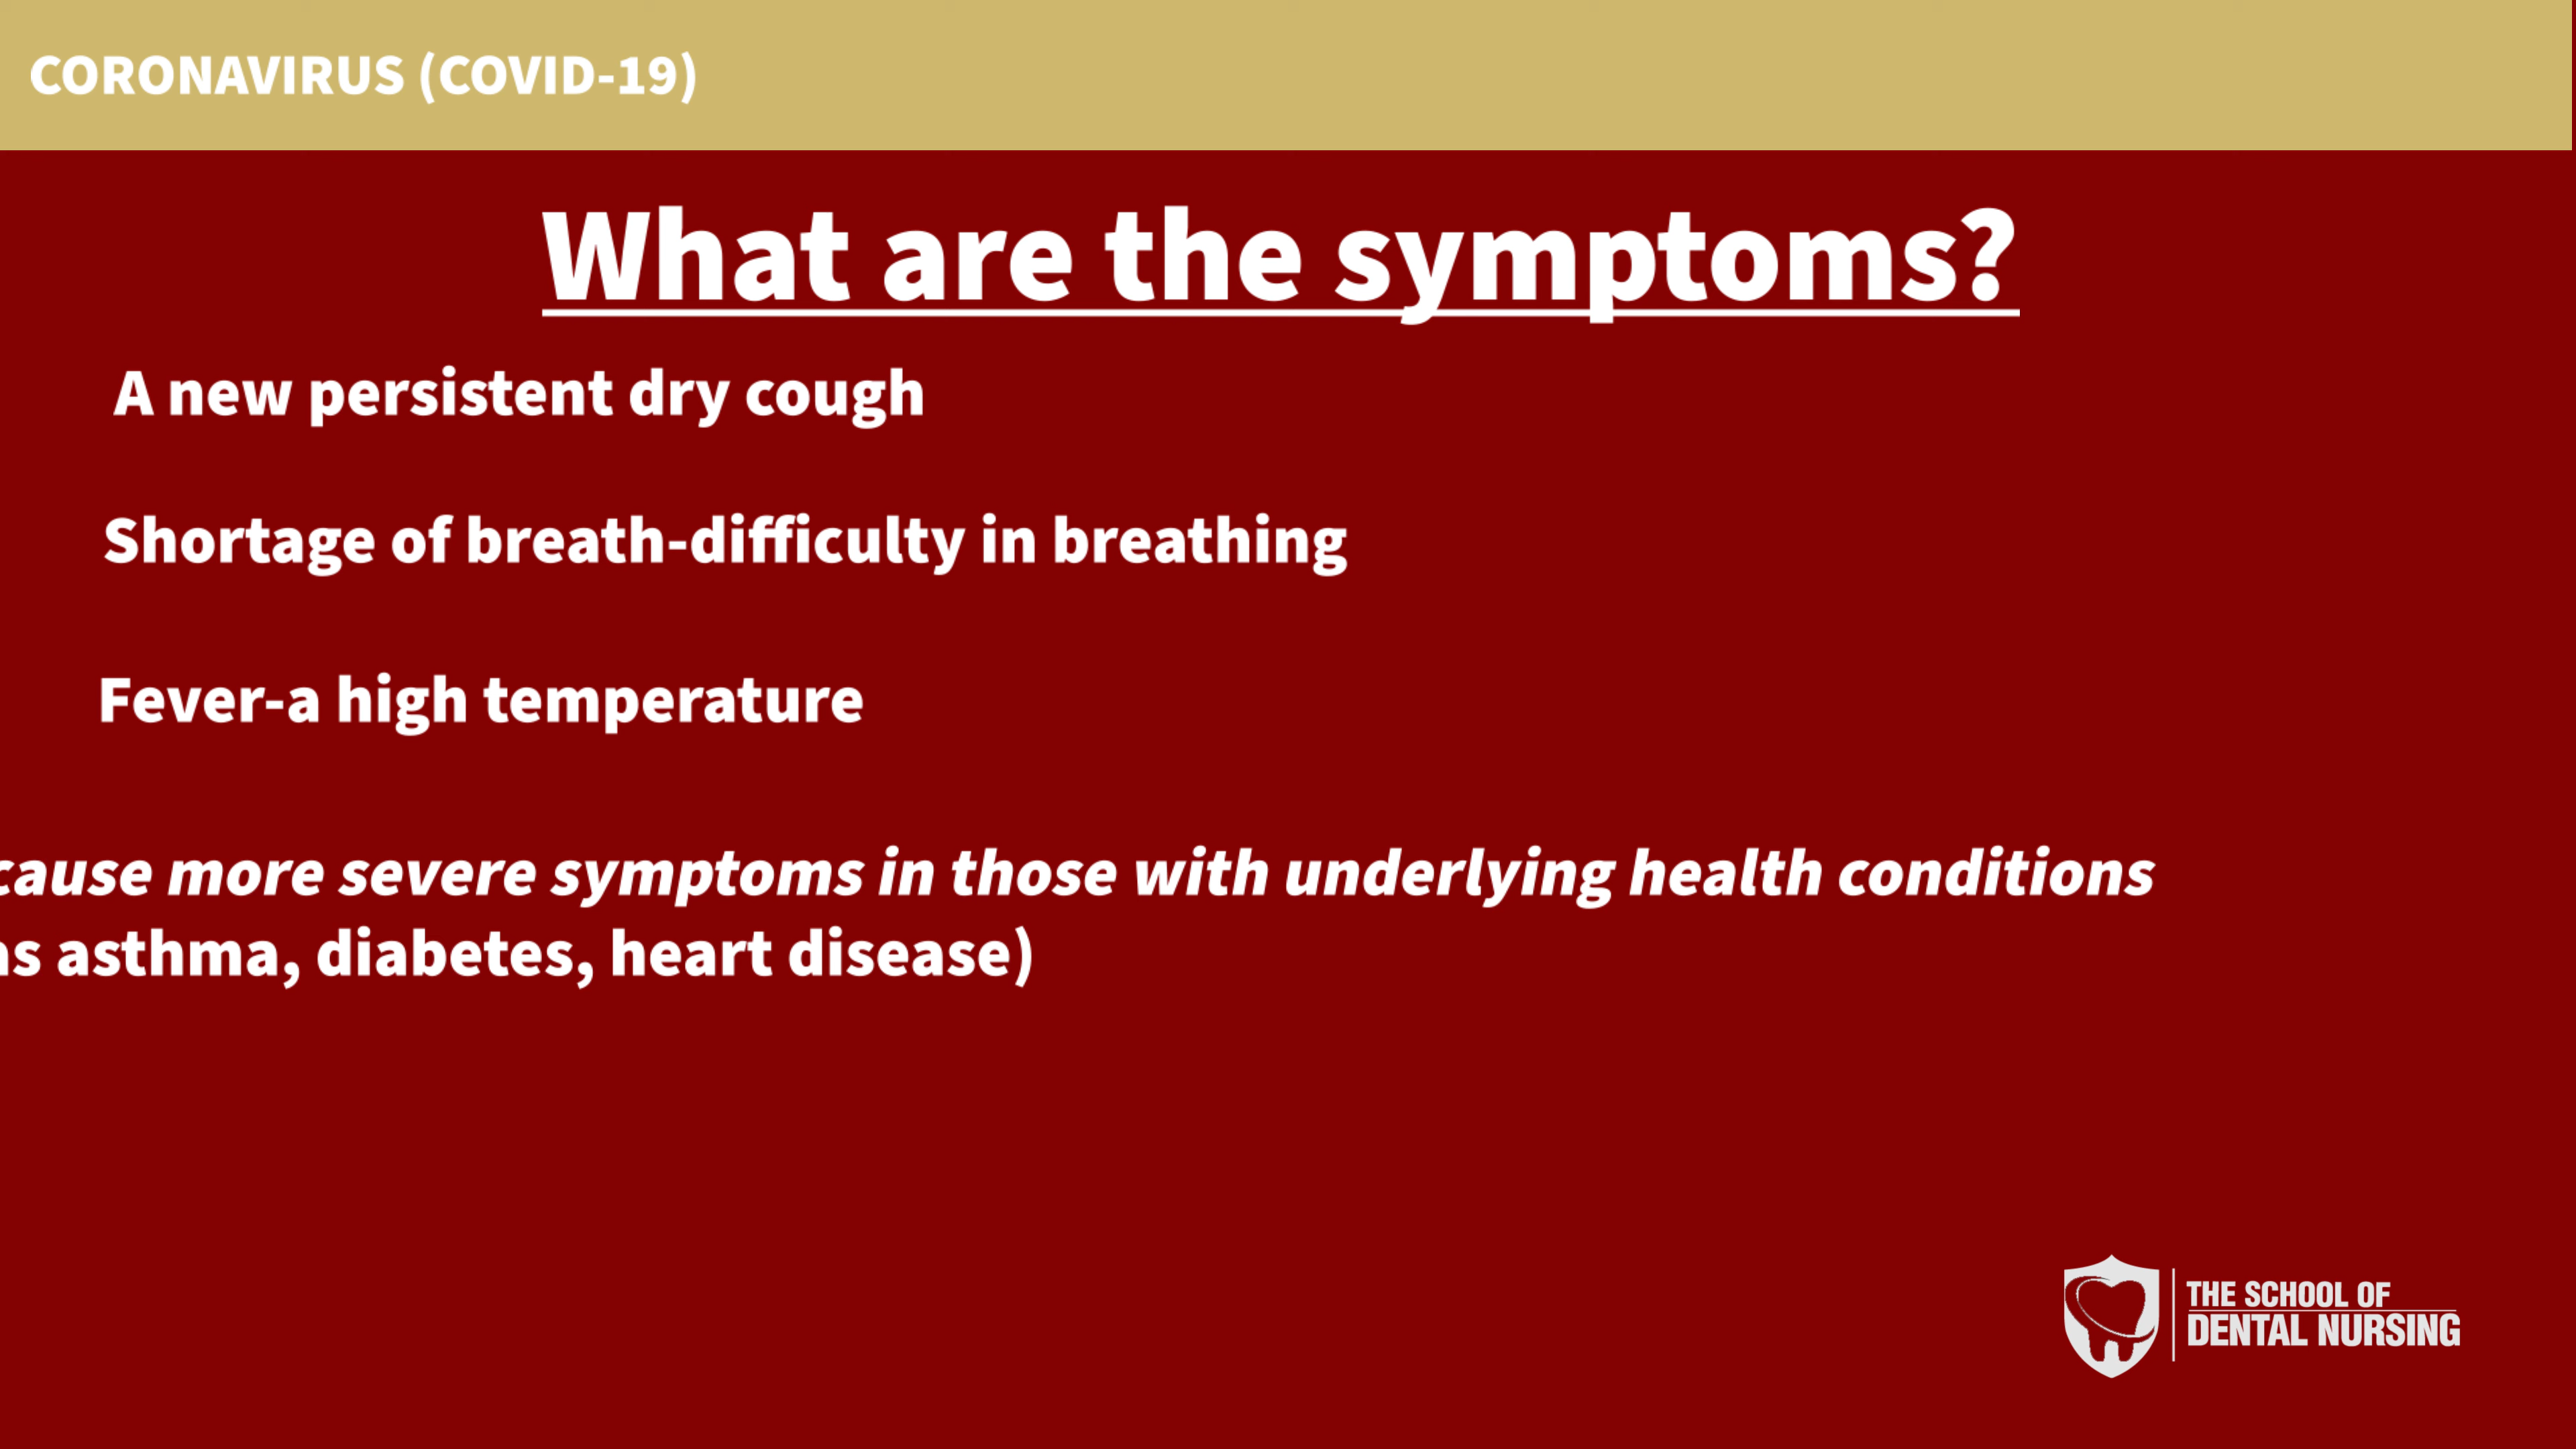 CORONAVIRUS (COVID-19)
What are the symptoms?
A new persistent dry cough
Shortage of breath-difficulty in breathing
Fever-a high temperature
cause more severe symptoms in those with underlying health conditions
as asthma, diabetes, heart disease)
THE SCHOOL OF
DENTAL NURSING